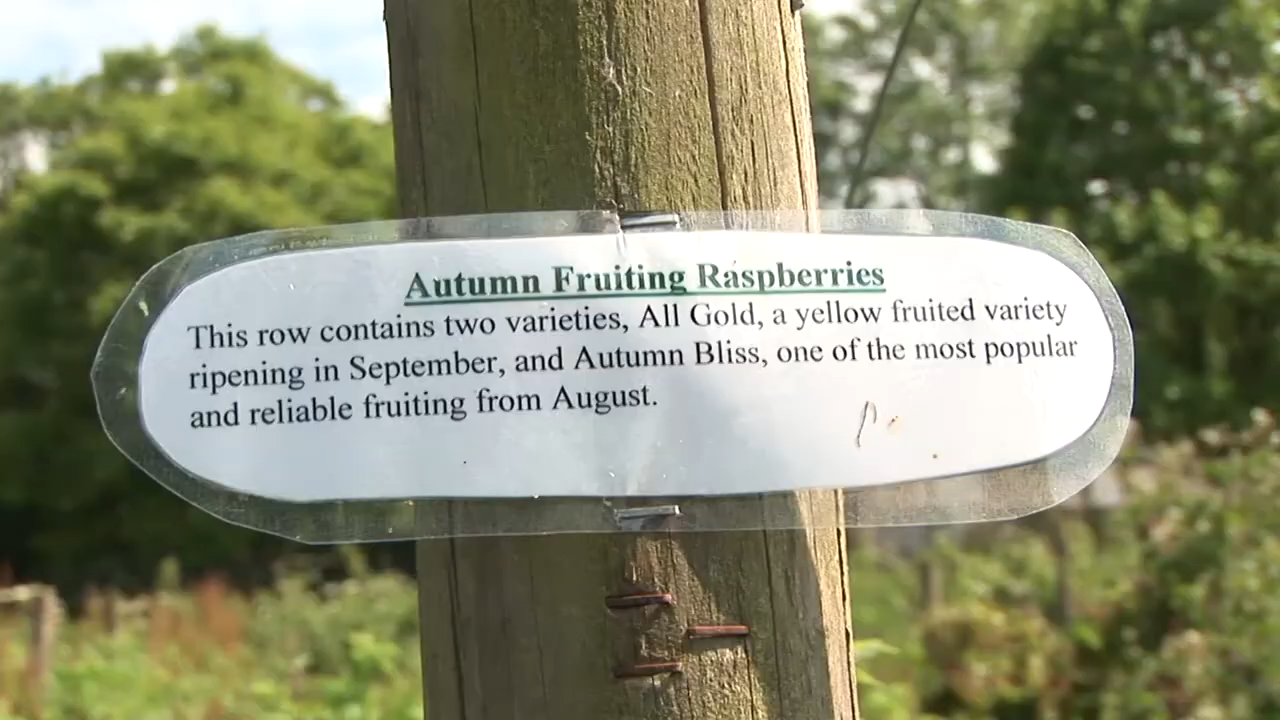 Autumn Fruiting Raspberries
This row contains two varieties, All Gold, a yellow fruited variety
ripening in September, and Autumn Bliss, one of the most popular
and reliable fruiting from August.